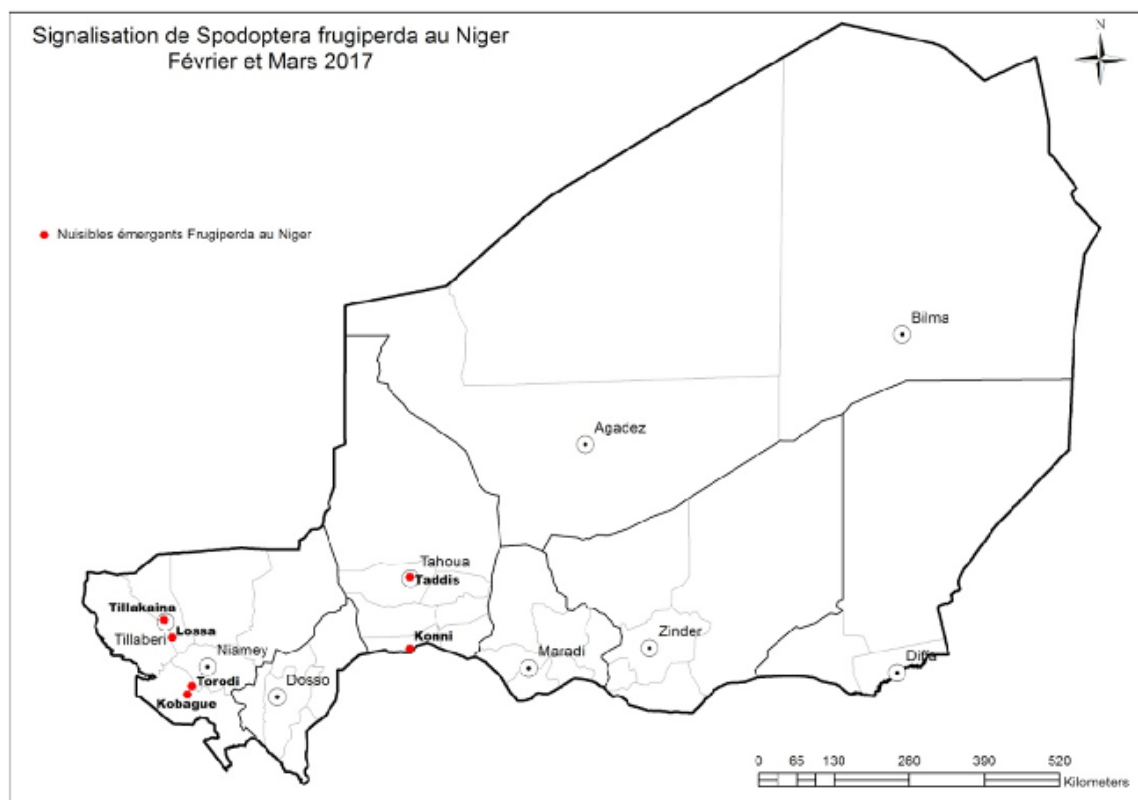 Signalisation de Spodoptera frugiperda au Niger
Février et Mars 2017
N
Nuisibles émergents Frugiperda au Niger
Bilma
Agadez
Tahoua
Taddis
Tillakaina
Lossa
Tillaberi
Konni
Niamey
Maradi
Zinder
Diffa
Torodi
Dosso
Kobague
0 65 130 260 390 520
Kilometers